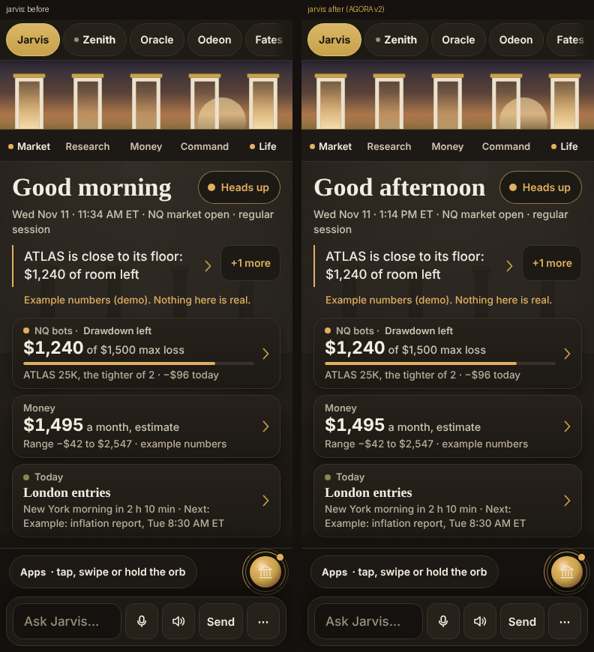 jarvis: before
Jarvis
Zenith
Oracle
Odeon
Fates
Market
Research
Money
Command
Life
Good morning
Heads up
Wed Nov 11 · 11:34 AM ET · NQ market open · regular
session
ATLAS is close to its floor:
$1,240 of room left
+1 more
Example numbers (demo). Nothing here is real.
NQ bots · Drawdown left
$1,240 of $1,500 max loss
ATLAS 25K, the tighter of 2 · −$96 today
Money
$1,495 a month, estimate
Range −$42 to $2,547 · example numbers
Today
London entries
New York morning in 2 h 10 min · Next:
Example: inflation report, Tue 8:30 AM ET
Apps · tap, swipe or hold the orb
Ask Jarvis...
Send
...
jarvis: after (AGORA v2)
Jarvis
Zenith
Oracle
Odeon
Fates
Market
Research
Money
Command
Life
Good afternoon
Heads up
Wed Nov 11 · 1:14 PM ET · NQ market open · regular
session
ATLAS is close to its floor:
$1,240 of room left
+1 more
Example numbers (demo). Nothing here is real.
NQ bots · Drawdown left
$1,240 of $1,500 max loss
ATLAS 25K, the tighter of 2 · −$96 today
Money
$1,495 a month, estimate
Range −$42 to $2,547 · example numbers
Today
London entries
New York morning in 2 h 10 min · Next:
Example: inflation report, Tue 8:30 AM ET
Apps · tap, swipe or hold the orb
Ask Jarvis...
Send
...